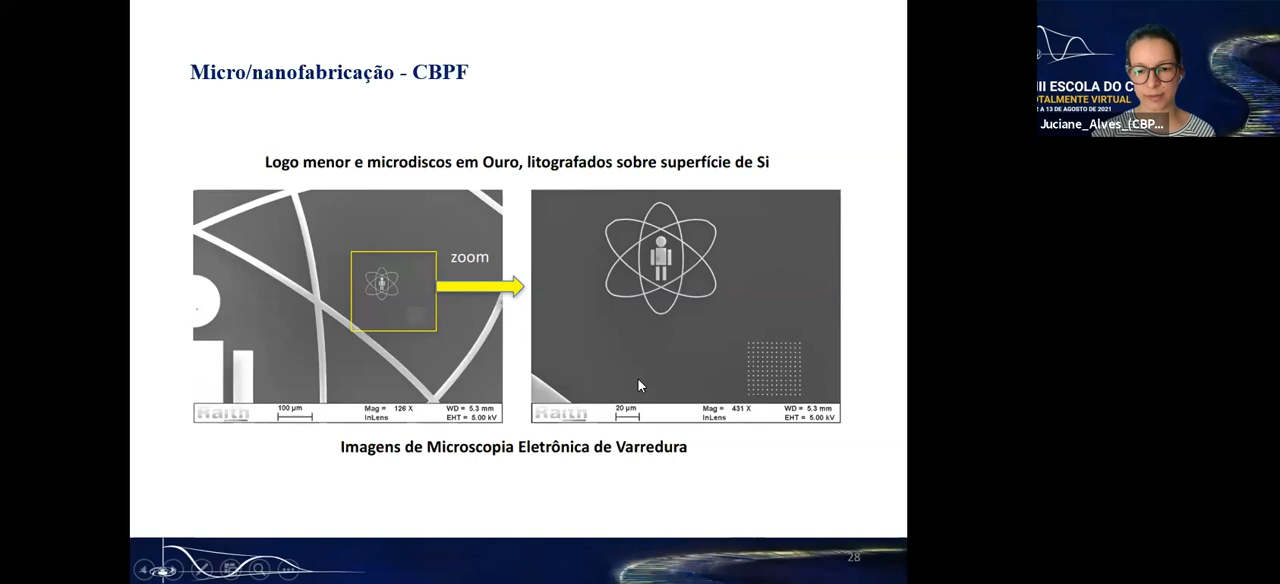 Micro/nanofabricação - CBPF
Logo menor e microdiscos em Ouro, litografados sobre superfície de Si
zoom
Raith
100 µm
Mag = 126 X
InLens
WD = 5.3 mm
EHT = 5.00 kV
Raith
20 µm
Mag = 431 X
InLens
WD = 5.3 mm
EHT = 5.00 kV
Imagens de Microscopia Eletrônica de Varredura
28
III ESCOLA DO C
OTALMENTE VIRTUAL
2 A 13 DE AGOSTO DE 2021
Juciane_Alves_(CBP...